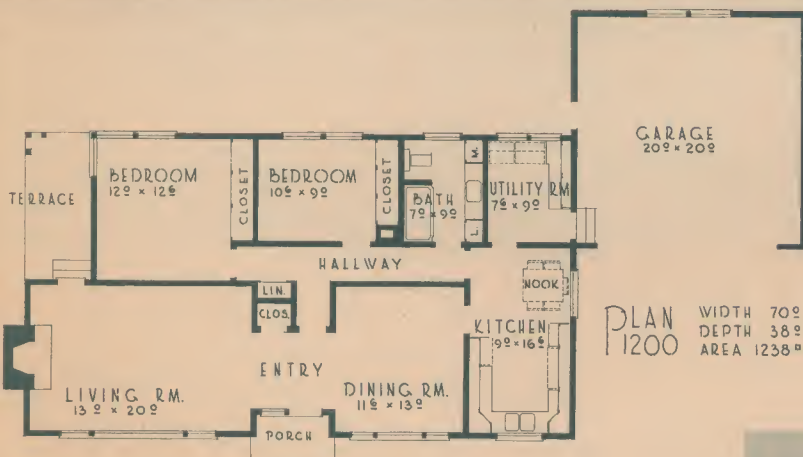 GARAGE
20⁰ × 20⁰
BEDROOM
12⁰ × 12⁶
CLOSET
BEDROOM
10⁶ × 9⁰
CLOSET
M.
BATH
7⁰ × 9⁰
L.
UTILITY RM
7⁶ × 9⁰
TERRACE
HALLWAY
LIN.
CLOS.
NOOK
KITCHEN
9⁰ × 16⁶
ENTRY
LIVING RM.
13⁰ × 20⁰
DINING RM.
11⁶ × 13⁰
PORCH
PLAN
1200
WIDTH 70⁰
DEPTH 38⁰
AREA 1238▫